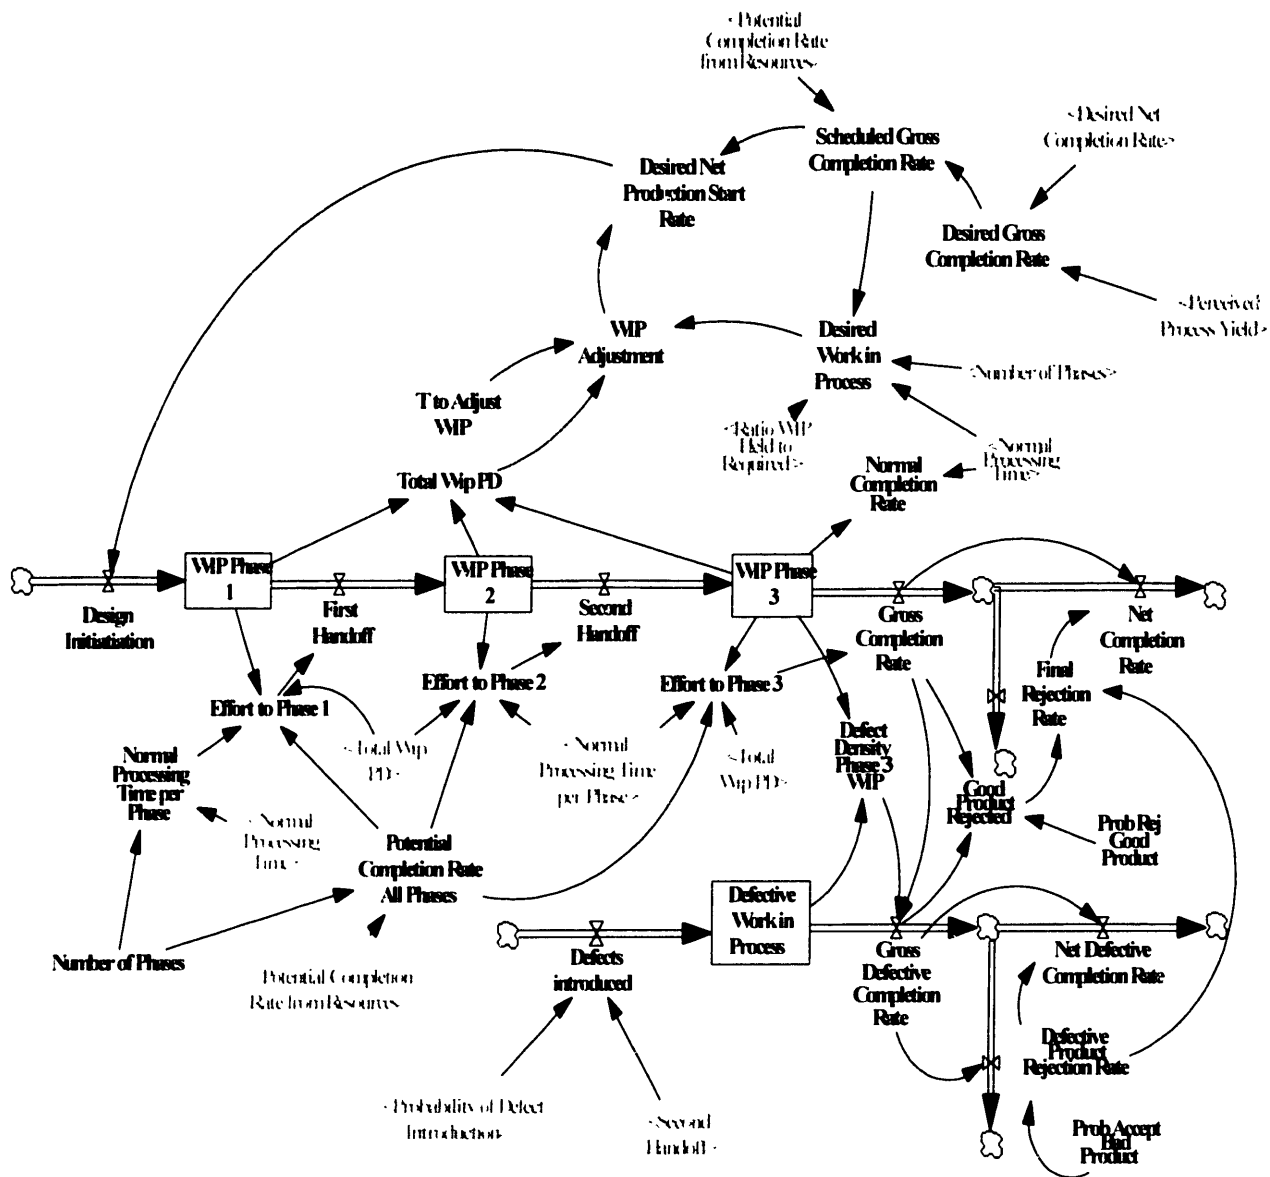 <Potential
Completion Rate
from Resources>
Scheduled Gross
Completion Rate
<Desired Net
Completion Rate>
Desired Net
Production Start
Rate
Desired Gross
Completion Rate
<Perceived
Process Yield>
WIP
Adjustment
Desired
Work in
Process
<Number of Phases>
T to Adjust
WIP
<Ratio WIP
Held to
Required>
<Normal
Processing
Time>
Normal
Completion
Rate
Total Wip PD
WIP Phase
1
WIP Phase
2
WIP Phase
3
Design
Initiatiation
First
Handoff
Second
Handoff
Gross
Completion
Rate
Net
Completion
Rate
Effort to Phase 1
Effort to Phase 2
Effort to Phase 3
Final
Rejection
Rate
Normal
Processing
Time per
Phase
<Total Wip
PD>
<Normal
Processing Time
per Phase>
<Total
Wip PD>
Defect
Density
Phase 3
WIP
Good
Product
Rejected
Prob Rej
Good
Product
<Normal
Processing
Time>
Potential
Completion Rate
All Phases
Defective
Work in
Process
Number of Phases
<Potential Completion
Rate from Resources>
Defects
introduced
Gross
Defective
Completion
Rate
Net Defective
Completion Rate
Defective
Product
Rejection Rate
<Probability of Defect
Introduction>
<Second
Handoff>
Prob Accept
Bad
Product